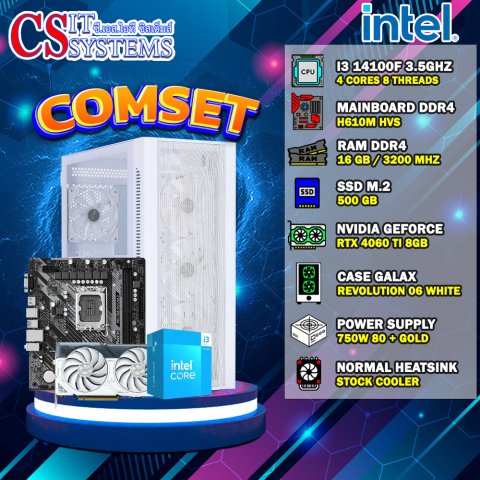 CSIT SYSTEMS
ซี.เอส.ไอที ซิสเต็มส์
intel
COMSET
I3 14100F 3.5GHZ
4 CORES 8 THREADS
MAINBOARD DDR4
H610M HVS
RAM DDR4
16 GB / 3200 MHZ
SSD M.2
500 GB
NVIDIA GEFORCE
RTX 4060 TI 8GB
CASE GALAX
REVOLUTION 06 WHITE
POWER SUPPLY
750W 80 + GOLD
NORMAL HEATSINK
STOCK COOLER
CPU
RAM
RAM
SSD
i3
intel
CORE